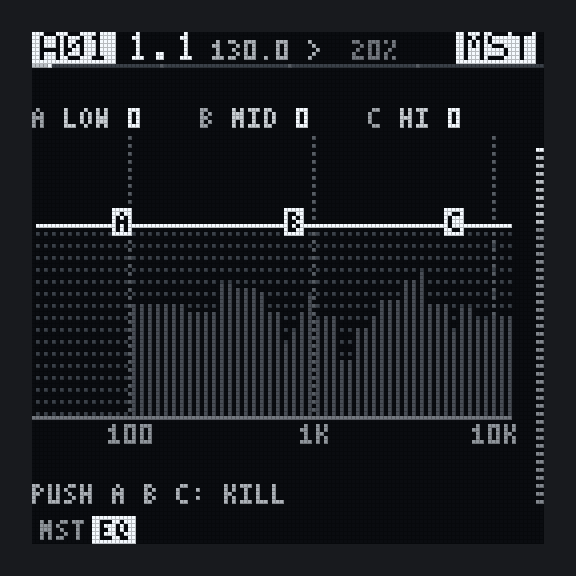 A01 1.1 130.0 > 20% MST
A LOW 0 B MID 0 C HI 0
A B C
100 1K 10K
PUSH A B C: KILL
MST EQ